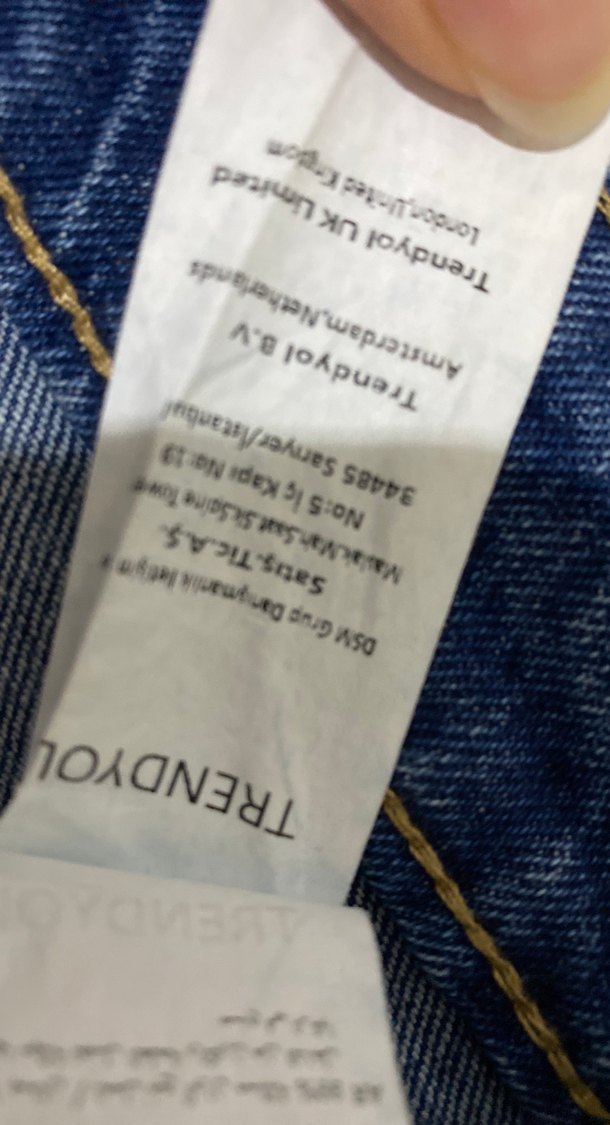 TRENDYOL
DSM Grup Danışmanlık İletişim v
Satış.Tic.A.Ş.
Maslak.Mah.Saat.Sk.Spine Tower
No:5 İç Kapı No:19
34485 Sarıyer/İstanbul
Trendyol B.V
Amsterdam,Netherlands
Trendyol UK Limited
London,United Kingdom
TRENDYOL